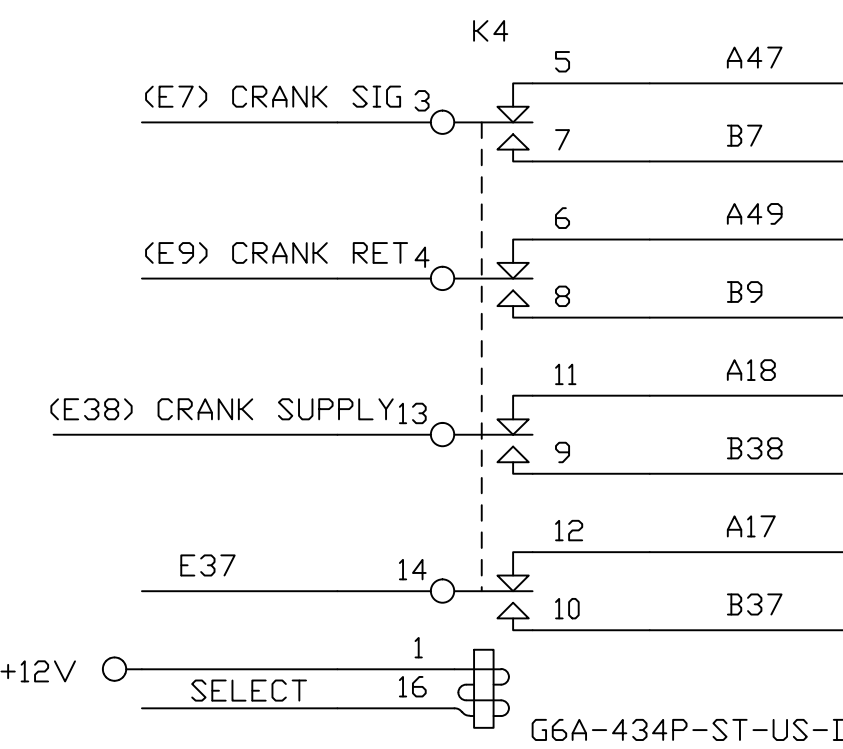 K4
5 A47
(E7) CRANK SIG 3
7 B7
6 A49
(E9) CRANK RET 4
8 B9
11 A18
(E38) CRANK SUPPLY 13
9 B38
12 A17
E37 14
10 B37
1
+12V
SELECT 16
G6A-434P-ST-US-